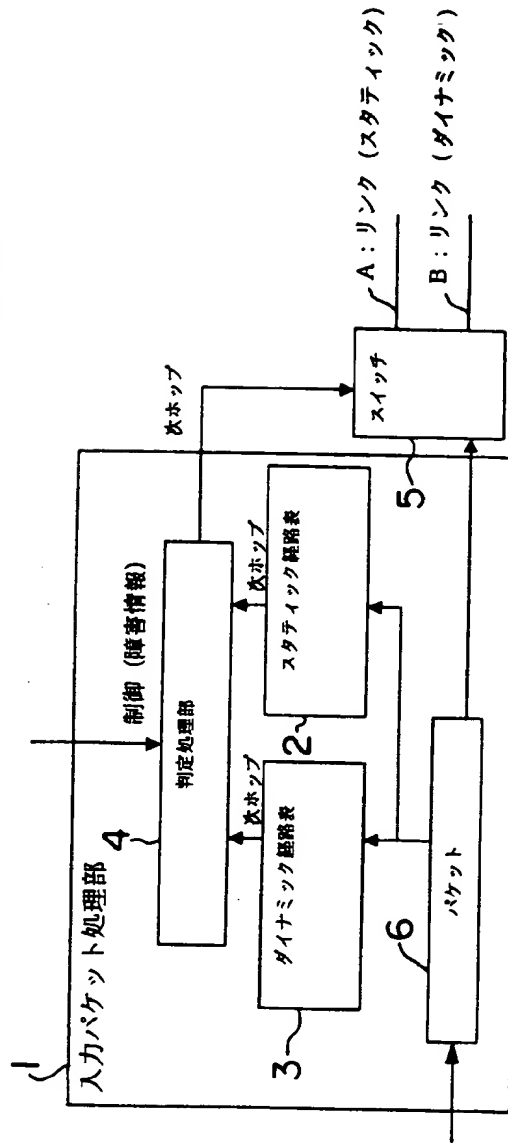 1
入力パケット処理部
制御 (障害情報)
4
判定処理部
次ホップ
次ホップ
次ホップ
3
ダイナミック経路表
2
スタティック経路表
6
パケット
5
スイッチ
A : リンク (スタティック)
B : リンク (ダイナミック)